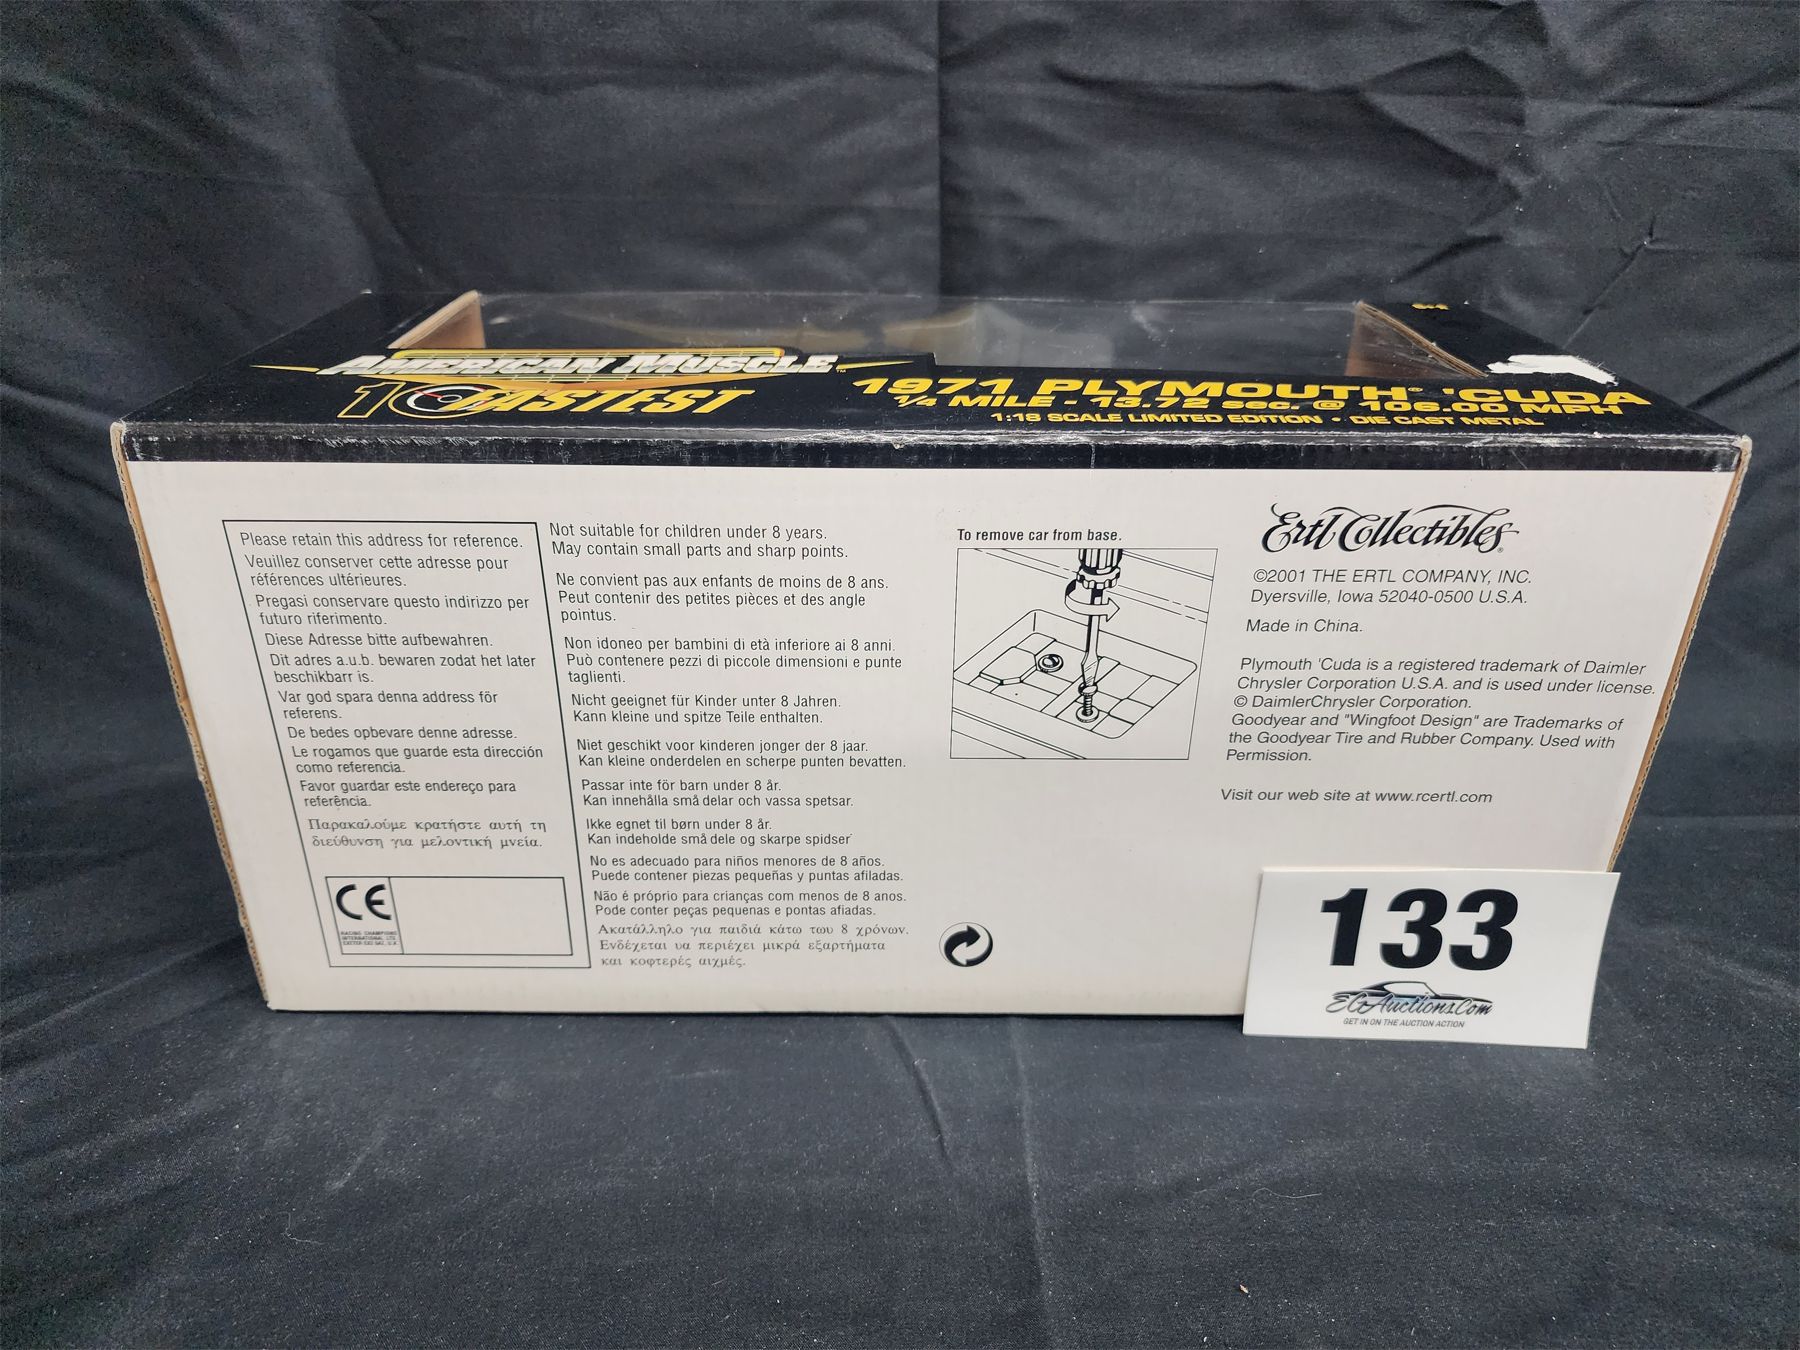 AMERICAN MUSCLE™
10 FASTEST
1971 PLYMOUTH® 'CUDA
1/4 MILE - 13.72 sec. @ 106.00 MPH
1:18 SCALE LIMITED EDITION • DIE CAST METAL
Please retain this address for reference.
Veuillez conserver cette adresse pour
références ultérieures.
Pregasi conservare questo indirizzo per
futuro riferimento.
Diese Adresse bitte aufbewahren.
Dit adres a.u.b. bewaren zodat het later
beschikbarr is.
Var god spara denna address för
referens.
De bedes opbevare denne adresse.
Le rogamos que guarde esta dirección
como referencia.
Favor guardar este endereço para
referência.
Παρακαλούμε κρατήστε αυτή τη
διεύθυνση για μελοντική μνεία.
CE
RACING CHAMPIONS
INTERNATIONAL LTD
Not suitable for children under 8 years.
May contain small parts and sharp points.
Ne convient pas aux enfants de moins de 8 ans.
Peut contenir des petites pièces et des angle
pointus.
Non idoneo per bambini di età inferiore ai 8 anni.
Può contenere pezzi di piccole dimensioni e punte
taglienti.
Nicht geeignet für Kinder unter 8 Jahren.
Kann kleine und spitze Teile enthalten.
Niet geschikt voor kinderen jonger der 8 jaar.
Kan kleine onderdelen en scherpe punten bevatten.
Passar inte för barn under 8 år.
Kan innehålla små delar och vassa spetsar.
Ikke egnet til børn under 8 år.
Kan indeholde små dele og skarpe spidser
No es adecuado para niños menores de 8 años.
Puede contener piezas pequeñas y puntas afiladas.
Não é próprio para crianças com menos de 8 anos.
Pode conter peças pequenas e pontas afiadas.
Ακατάλληλο για παιδιά κάτω του 8 χρόνων.
Ενδέχεται υα περιέχει μικρά εξαρτήματα
και κοφτερές αιχμές.
To remove car from base.
Ertl Collectibles®
©2001 THE ERTL COMPANY, INC.
Dyersville, Iowa 52040-0500 U.S.A.
Made in China.
Plymouth 'Cuda is a registered trademark of Daimler
Chrysler Corporation U.S.A. and is used under license.
© DaimlerChrysler Corporation.
Goodyear and "Wingfoot Design" are Trademarks of
the Goodyear Tire and Rubber Company. Used with
Permission.
Visit our web site at www.rcertl.com
133
EGAuctions.Com
GET IN ON THE AUCTION ACTION